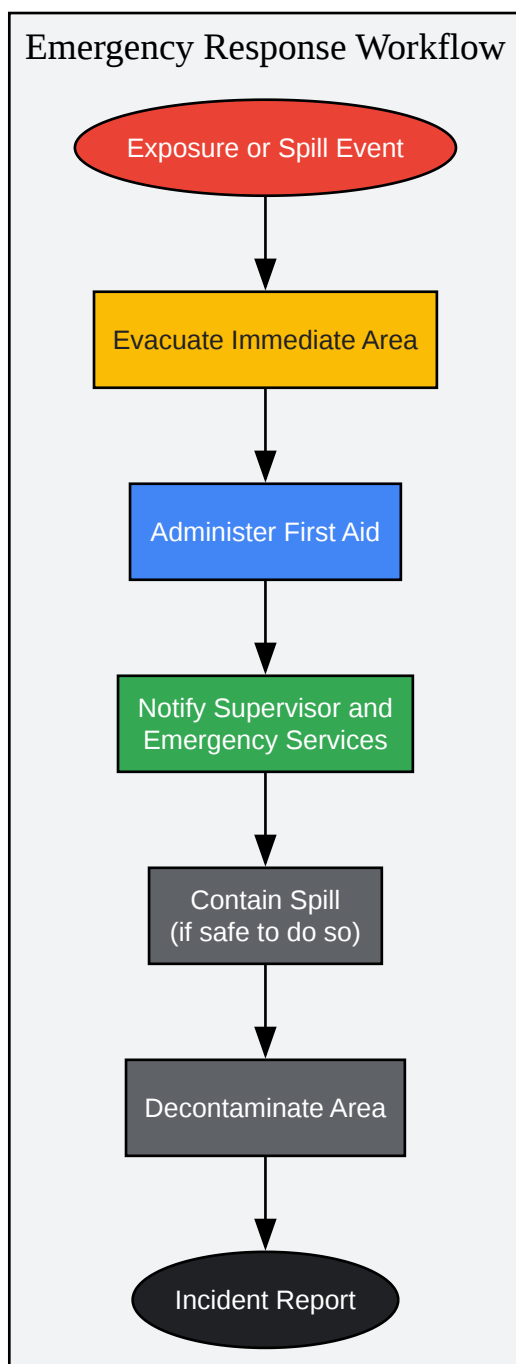 Emergency Response Workflow
Exposure or Spill Event
Evacuate Immediate Area
Administer First Aid
Notify Supervisor and
Emergency Services
Contain Spill
(if safe to do so)
Decontaminate Area
Incident Report